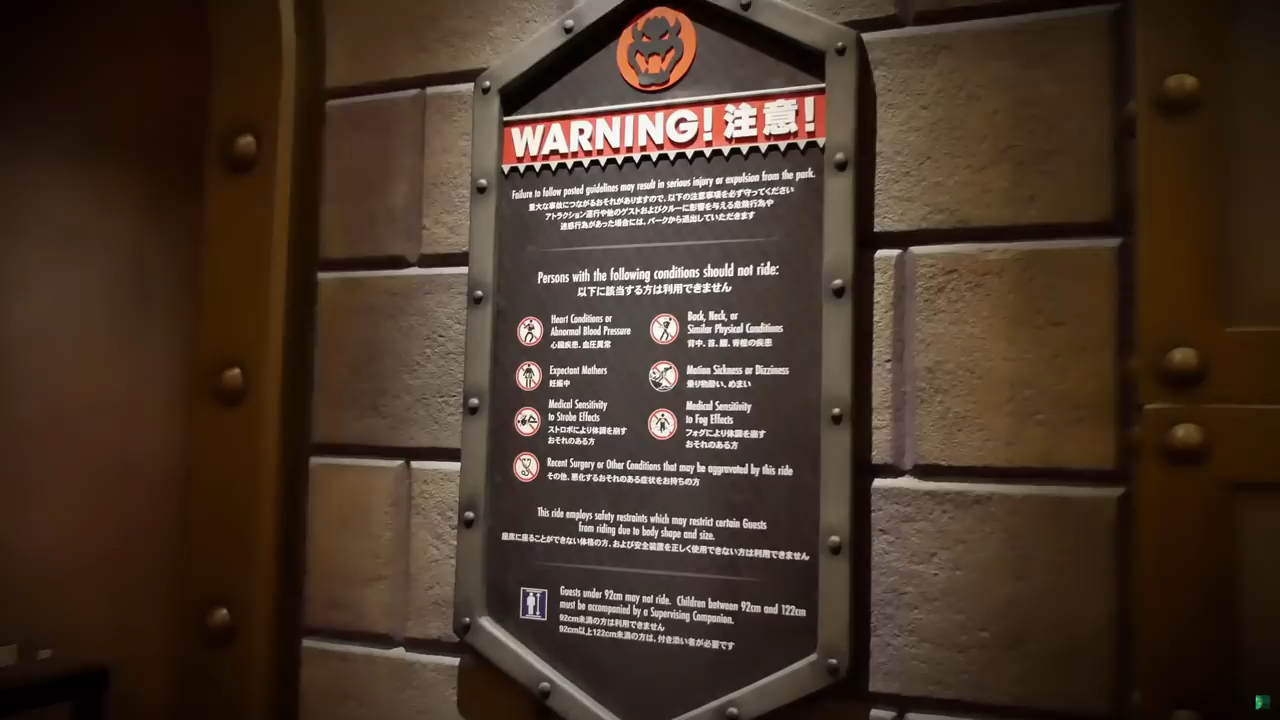 WARNING! 注意!
Failure to follow posted guidelines may result in serious injury or expulsion from the park.
重大な事故につながるおそれがありますので、以下の注意事項を必ず守ってください
アトラクション運行や他のゲストおよびクルーに影響を与える危険行為や
迷惑行為があった場合には、パークから退出していただきます
Persons with the following conditions should not ride:
以下に該当する方は利用できません
Heart Conditions or
Abnormal Blood Pressure
心臓疾患、血圧異常
Back, Neck, or
Similar Physical Conditions
背中、首、腰、脊椎の疾患
Expectant Mothers
妊娠中
Motion Sickness or Dizziness
乗り物酔い、めまい
Medical Sensitivity
to Strobe Effects
ストロボにより体調を崩す
おそれのある方
Medical Sensitivity
to Fog Effects
フォグにより体調を崩す
おそれのある方
Recent Surgery or Other Conditions that may be aggravated by this ride
その他、悪化するおそれのある症状をお持ちの方
This ride employs safety restraints which may restrict certain Guests
from riding due to body shape and size.
座席に座ることができない体格の方、および安全装置を正しく使用できない方は利用できません
Guests under 92cm may not ride. Children between 92cm and 122cm
must be accompanied by a Supervising Companion.
92cm未満の方は利用できません
92cm以上122cm未満の方は、付き添い者が必要です